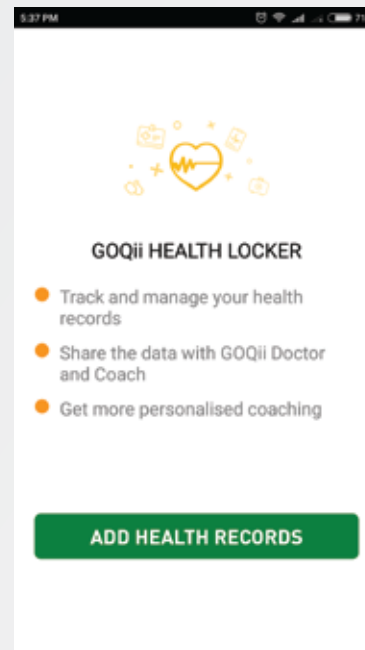 5:37 PM 71
GOQii HEALTH LOCKER
Track and manage your health
records
Share the data with GOQii Doctor
and Coach
Get more personalised coaching
ADD HEALTH RECORDS